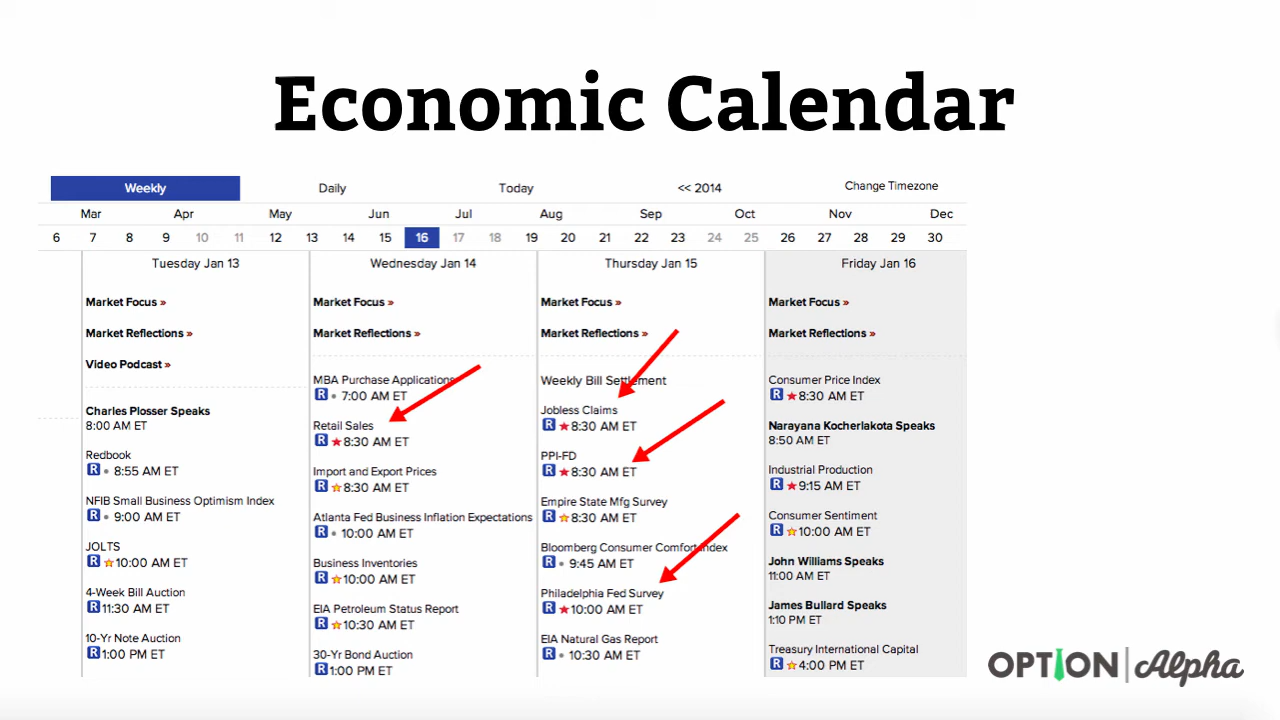 Economic Calendar
Weekly Daily Today << 2014 Change Timezone
Mar Apr May Jun Jul Aug Sep Oct Nov Dec
6 7 8 9 10 11 12 13 14 15 16 17 18 19 20 21 22 23 24 25 26 27 28 29 30
Tuesday Jan 13
Market Focus »
Market Reflections »
Video Podcast »
Charles Plosser Speaks
8:00 AM ET
Redbook
R 8:55 AM ET
NFIB Small Business Optimism Index
R 9:00 AM ET
JOLTS
R ☆10:00 AM ET
4-Week Bill Auction
R 11:30 AM ET
10-Yr Note Auction
R 1:00 PM ET
Wednesday Jan 14
Market Focus »
Market Reflections »
MBA Purchase Applications
R 7:00 AM ET
Retail Sales
R ★8:30 AM ET
Import and Export Prices
R ☆8:30 AM ET
Atlanta Fed Business Inflation Expectations
R 10:00 AM ET
Business Inventories
R ☆10:00 AM ET
EIA Petroleum Status Report
R ☆10:30 AM ET
30-Yr Bond Auction
R 1:00 PM ET
Thursday Jan 15
Market Focus »
Market Reflections »
Weekly Bill Settlement
Jobless Claims
R ★8:30 AM ET
PPI-FD
R ★8:30 AM ET
Empire State Mfg Survey
R ☆8:30 AM ET
Bloomberg Consumer Comfort Index
R 9:45 AM ET
Philadelphia Fed Survey
R ★10:00 AM ET
EIA Natural Gas Report
R 10:30 AM ET
Friday Jan 16
Market Focus »
Market Reflections »
Consumer Price Index
R ★8:30 AM ET
Narayana Kocherlakota Speaks
8:50 AM ET
Industrial Production
R ★9:15 AM ET
Consumer Sentiment
R ☆10:00 AM ET
John Williams Speaks
11:00 AM ET
James Bullard Speaks
1:10 PM ET
Treasury International Capital
R ☆4:00 PM ET
OPTION Alpha